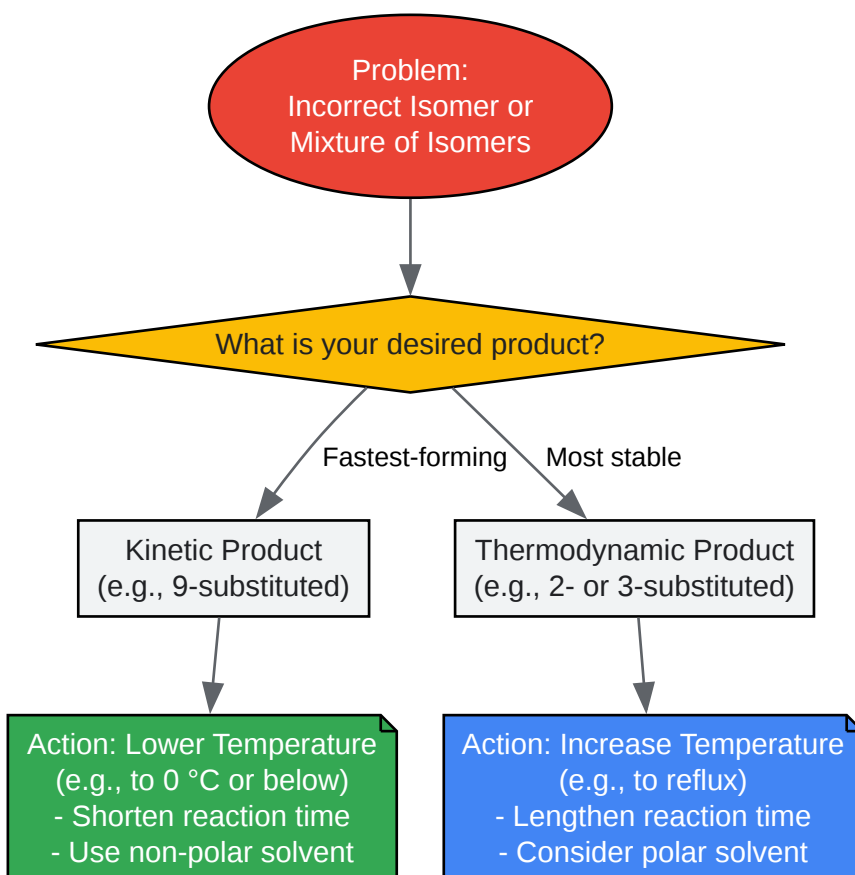 Problem:
Incorrect Isomer or
Mixture of Isomers
What is your desired product?
Fastest-forming
Most stable
Kinetic Product
(e.g., 9-substituted)
Thermodynamic Product
(e.g., 2- or 3-substituted)
Action: Lower Temperature
(e.g., to 0 °C or below)
- Shorten reaction time
- Use non-polar solvent
Action: Increase Temperature
(e.g., to reflux)
- Lengthen reaction time
- Consider polar solvent